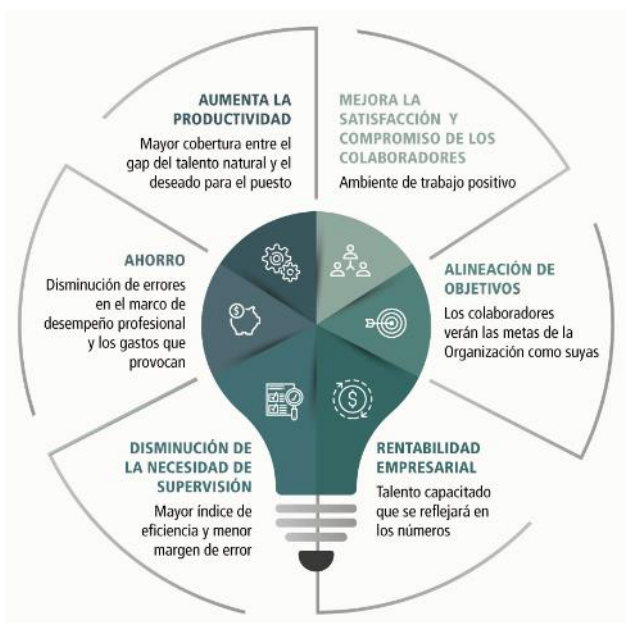 AUMENTA LA
PRODUCTIVIDAD
Mayor cobertura entre el
gap del talento natural y el
deseado para el puesto
MEJORA LA
SATISFACCIÓN Y
COMPROMISO DE LOS
COLABORADORES
Ambiente de trabajo positivo
AHORRO
Disminución de errores
en el marco de
desempeño profesional
y los gastos que
provocan
$
ALINEACIÓN DE
OBJETIVOS
Los colaboradores
verán las metas de la
Organización como suyas
$
DISMINUCIÓN DE
LA NECESIDAD DE
SUPERVISIÓN
Mayor índice de
eficiencia y menor
margen de error
RENTABILIDAD
EMPRESARIAL
Talento capacitado
que se reflejará en
los números